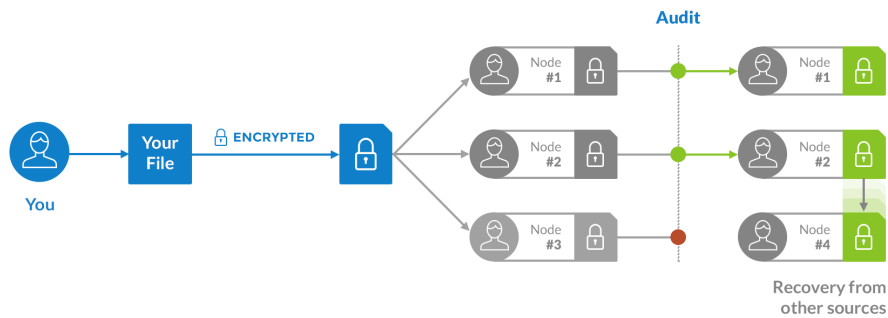 Audit
You
Your
File
ENCRYPTED
Node
#1
Node
#2
Node
#3
Node
#1
Node
#2
Node
#4
Recovery from
other sources